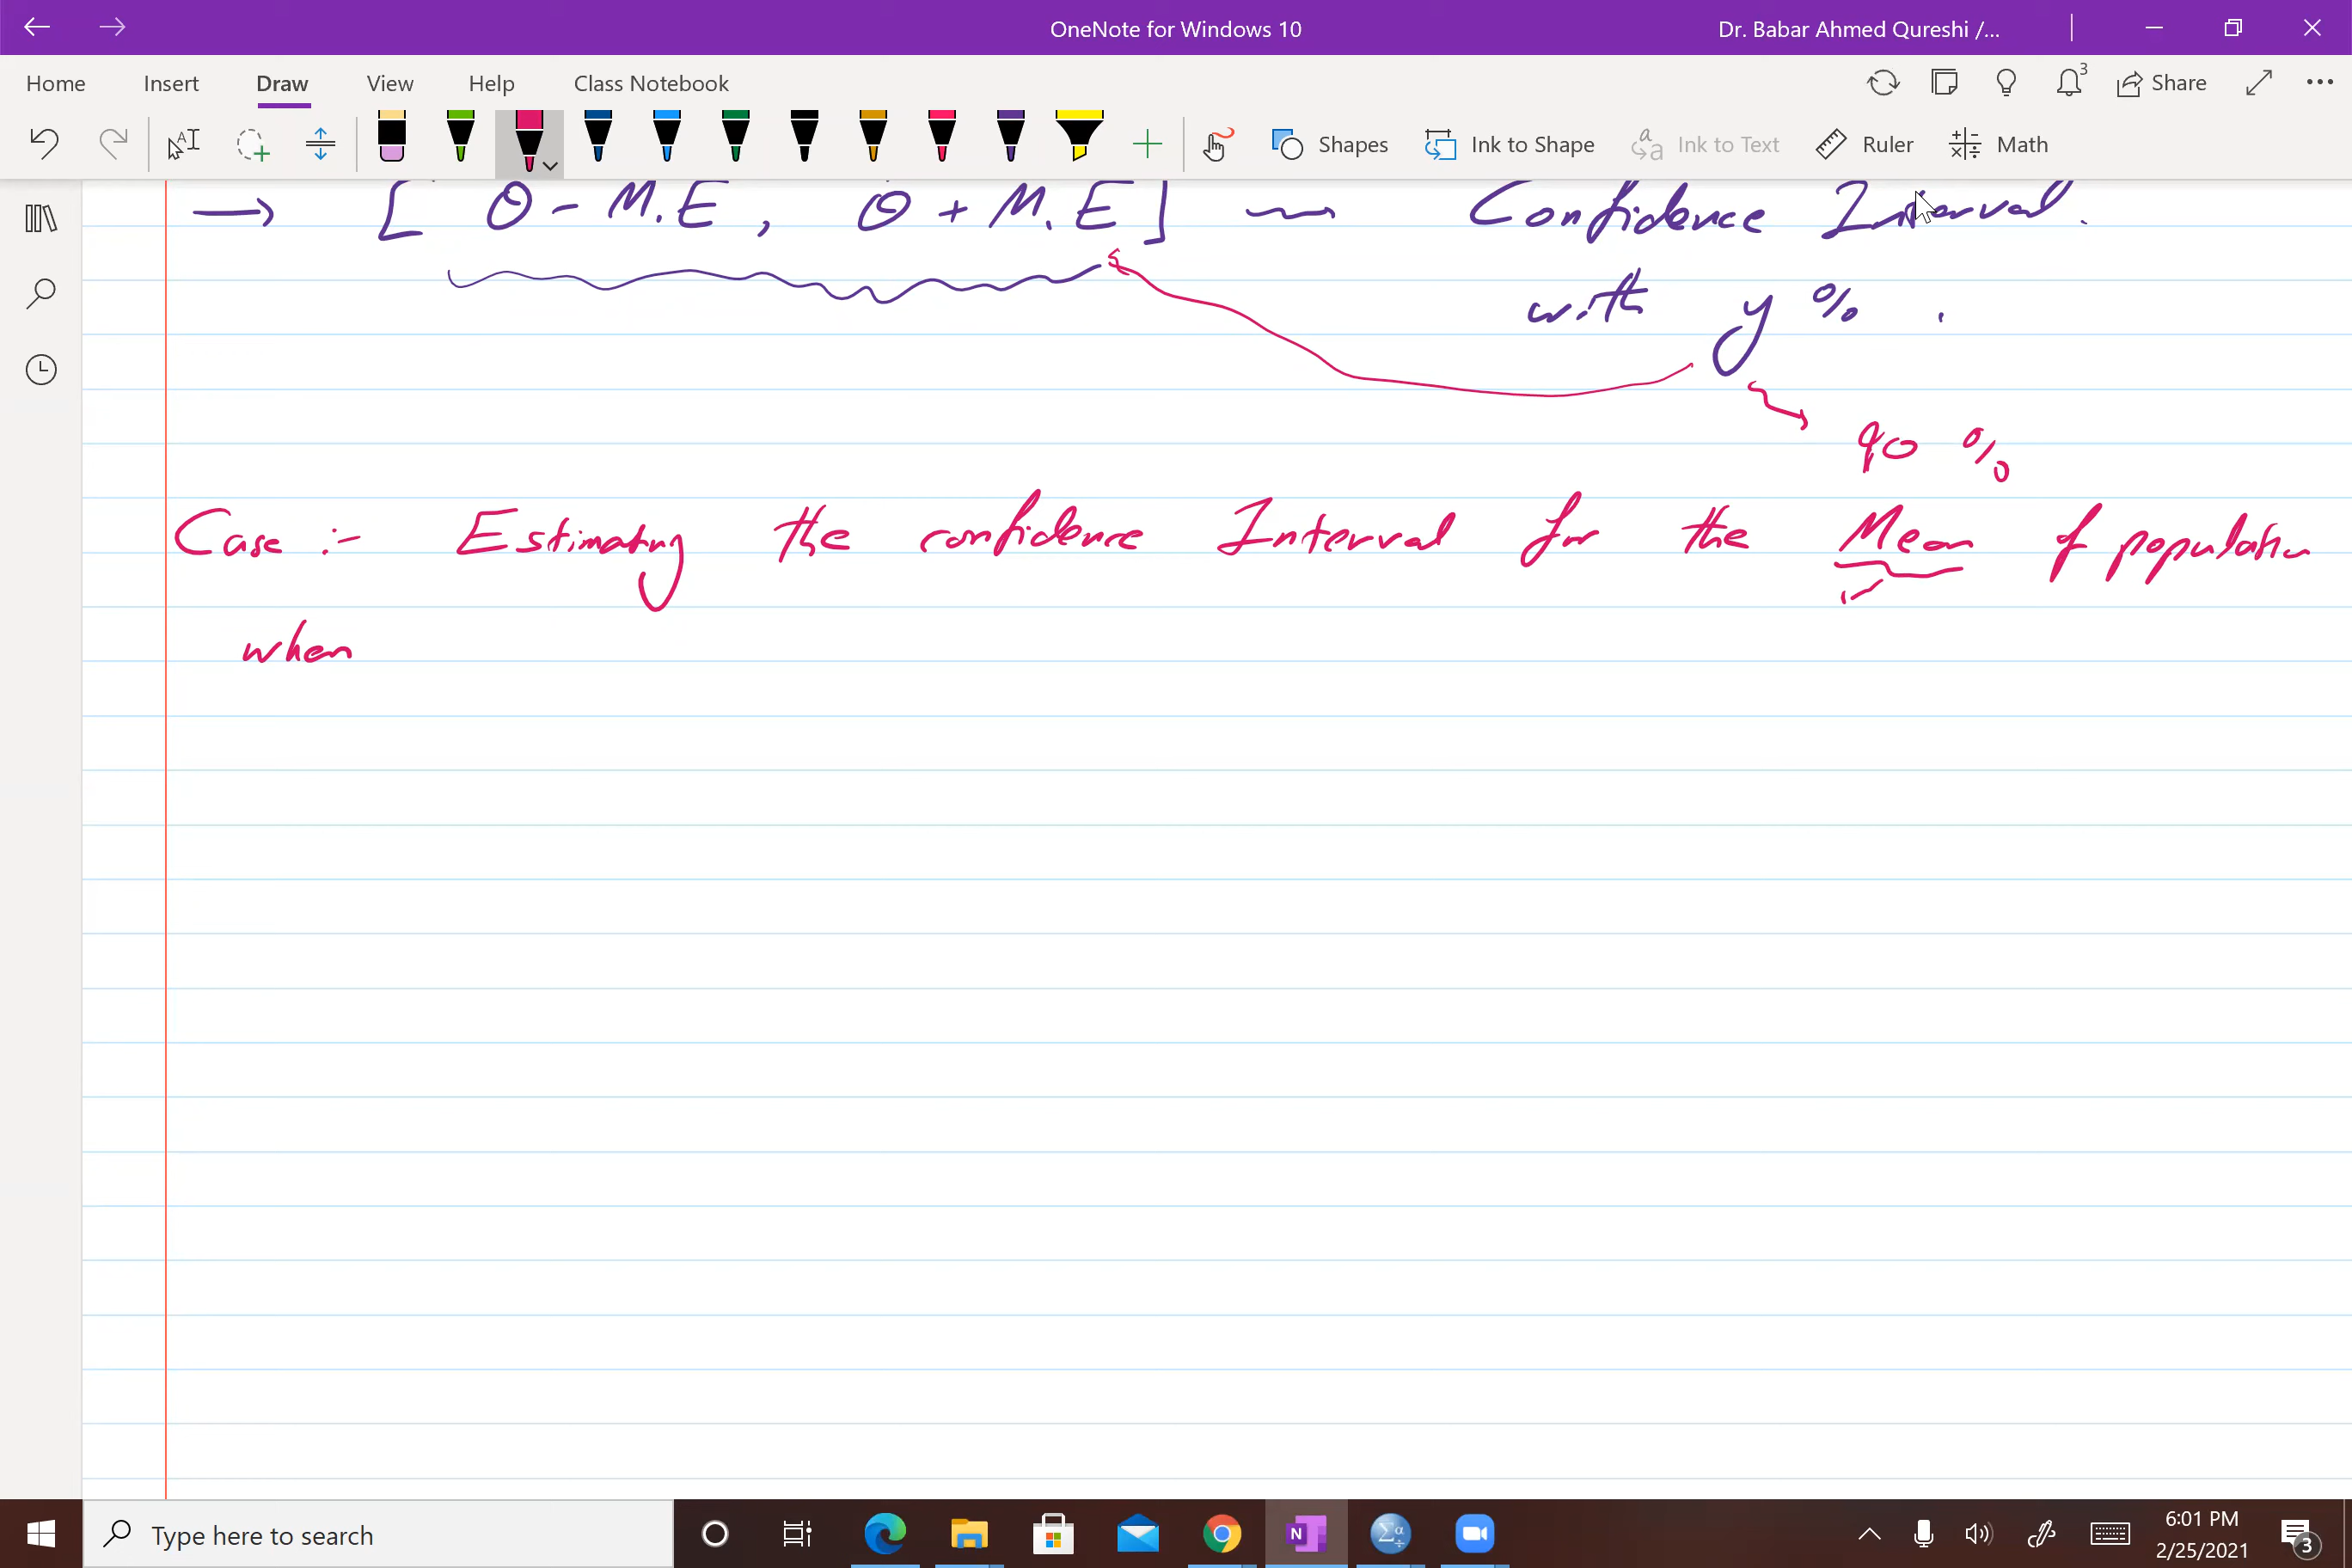 OneNote for Windows 10
Dr. Babar Ahmed Qureshi /...
Home Insert Draw View Help Class Notebook
3 Share
Shapes Ink to Shape Ink to Text Ruler Math
→ [ Θ - M.E , Θ + M.E ] Confidence Interval.
with y % .
90 %
Case :- Estimating the confidence Interval for the Mean of population
when
Type here to search
6:01 PM
2/25/2021
3